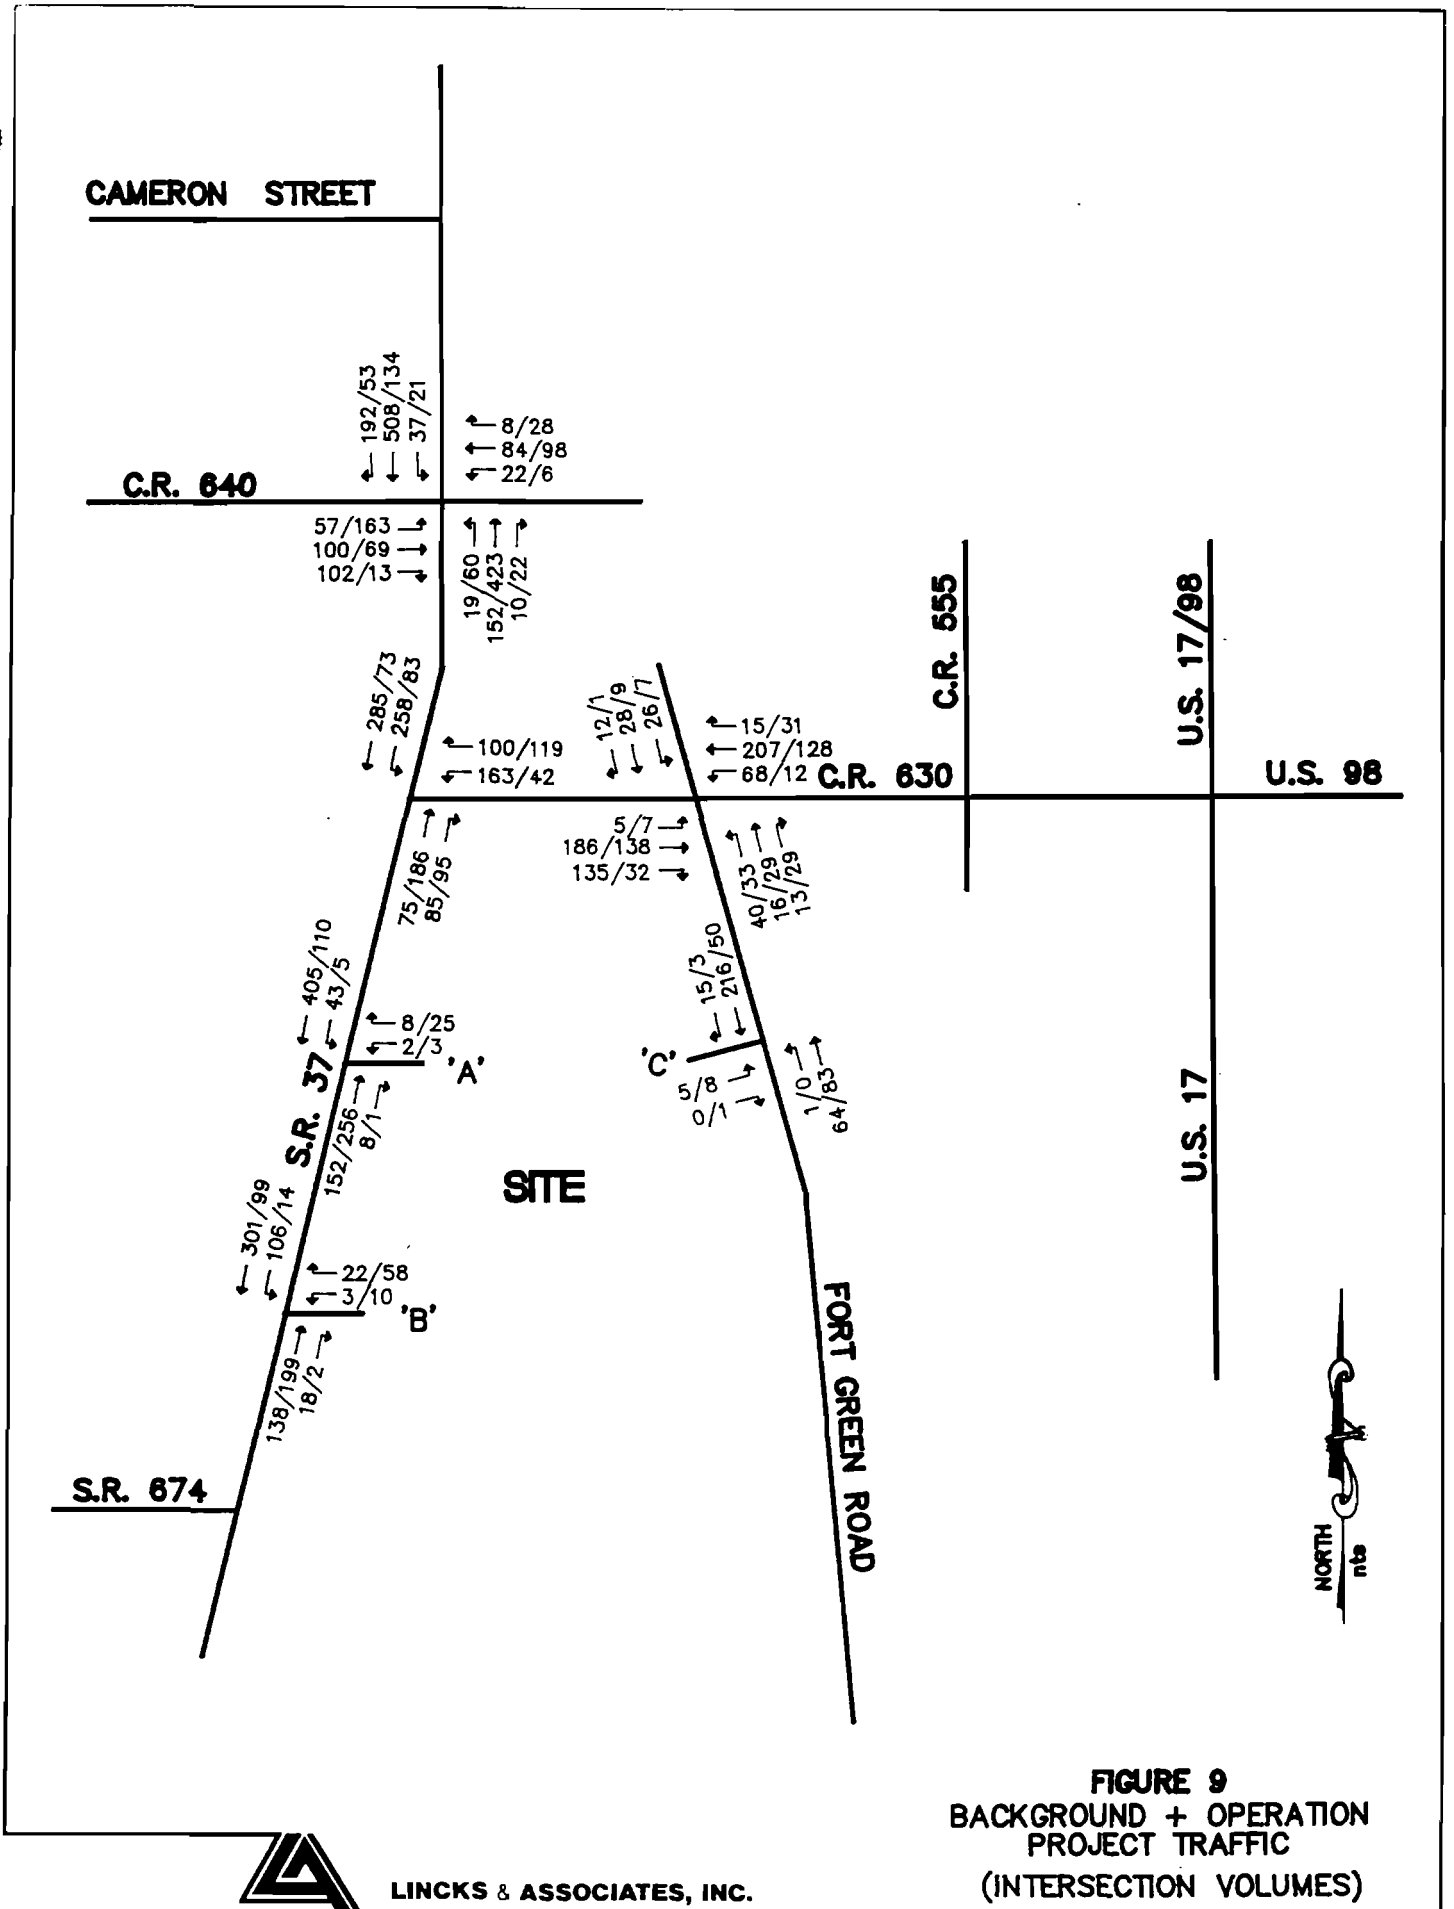 CAMERON STREET
192/53
508/134
37/21
8/28
84/98
22/6
C.R. 640
57/163
100/69
102/13
19/60
152/423
10/22
C.R. 555
U.S. 17/98
285/73
258/83
12/1
28/9
26/7
100/119
163/42
15/31
207/128
68/12
C.R. 630
U.S. 98
75/186
85/95
5/7
186/138
135/32
40/33
16/29
13/29
405/110
43/5
15/3
216/50
8/25
2/3
'A'
'C'
5/8
0/1
1/0
64/83
S.R. 37
152/256
8/1
U.S. 17
SITE
301/99
106/14
22/58
3/10
'B'
138/199
18/2
FORT GREEN ROAD
S.R. 674
NORTH
nts
FIGURE 9
BACKGROUND + OPERATION
PROJECT TRAFFIC
(INTERSECTION VOLUMES)
LINCKS & ASSOCIATES, INC.